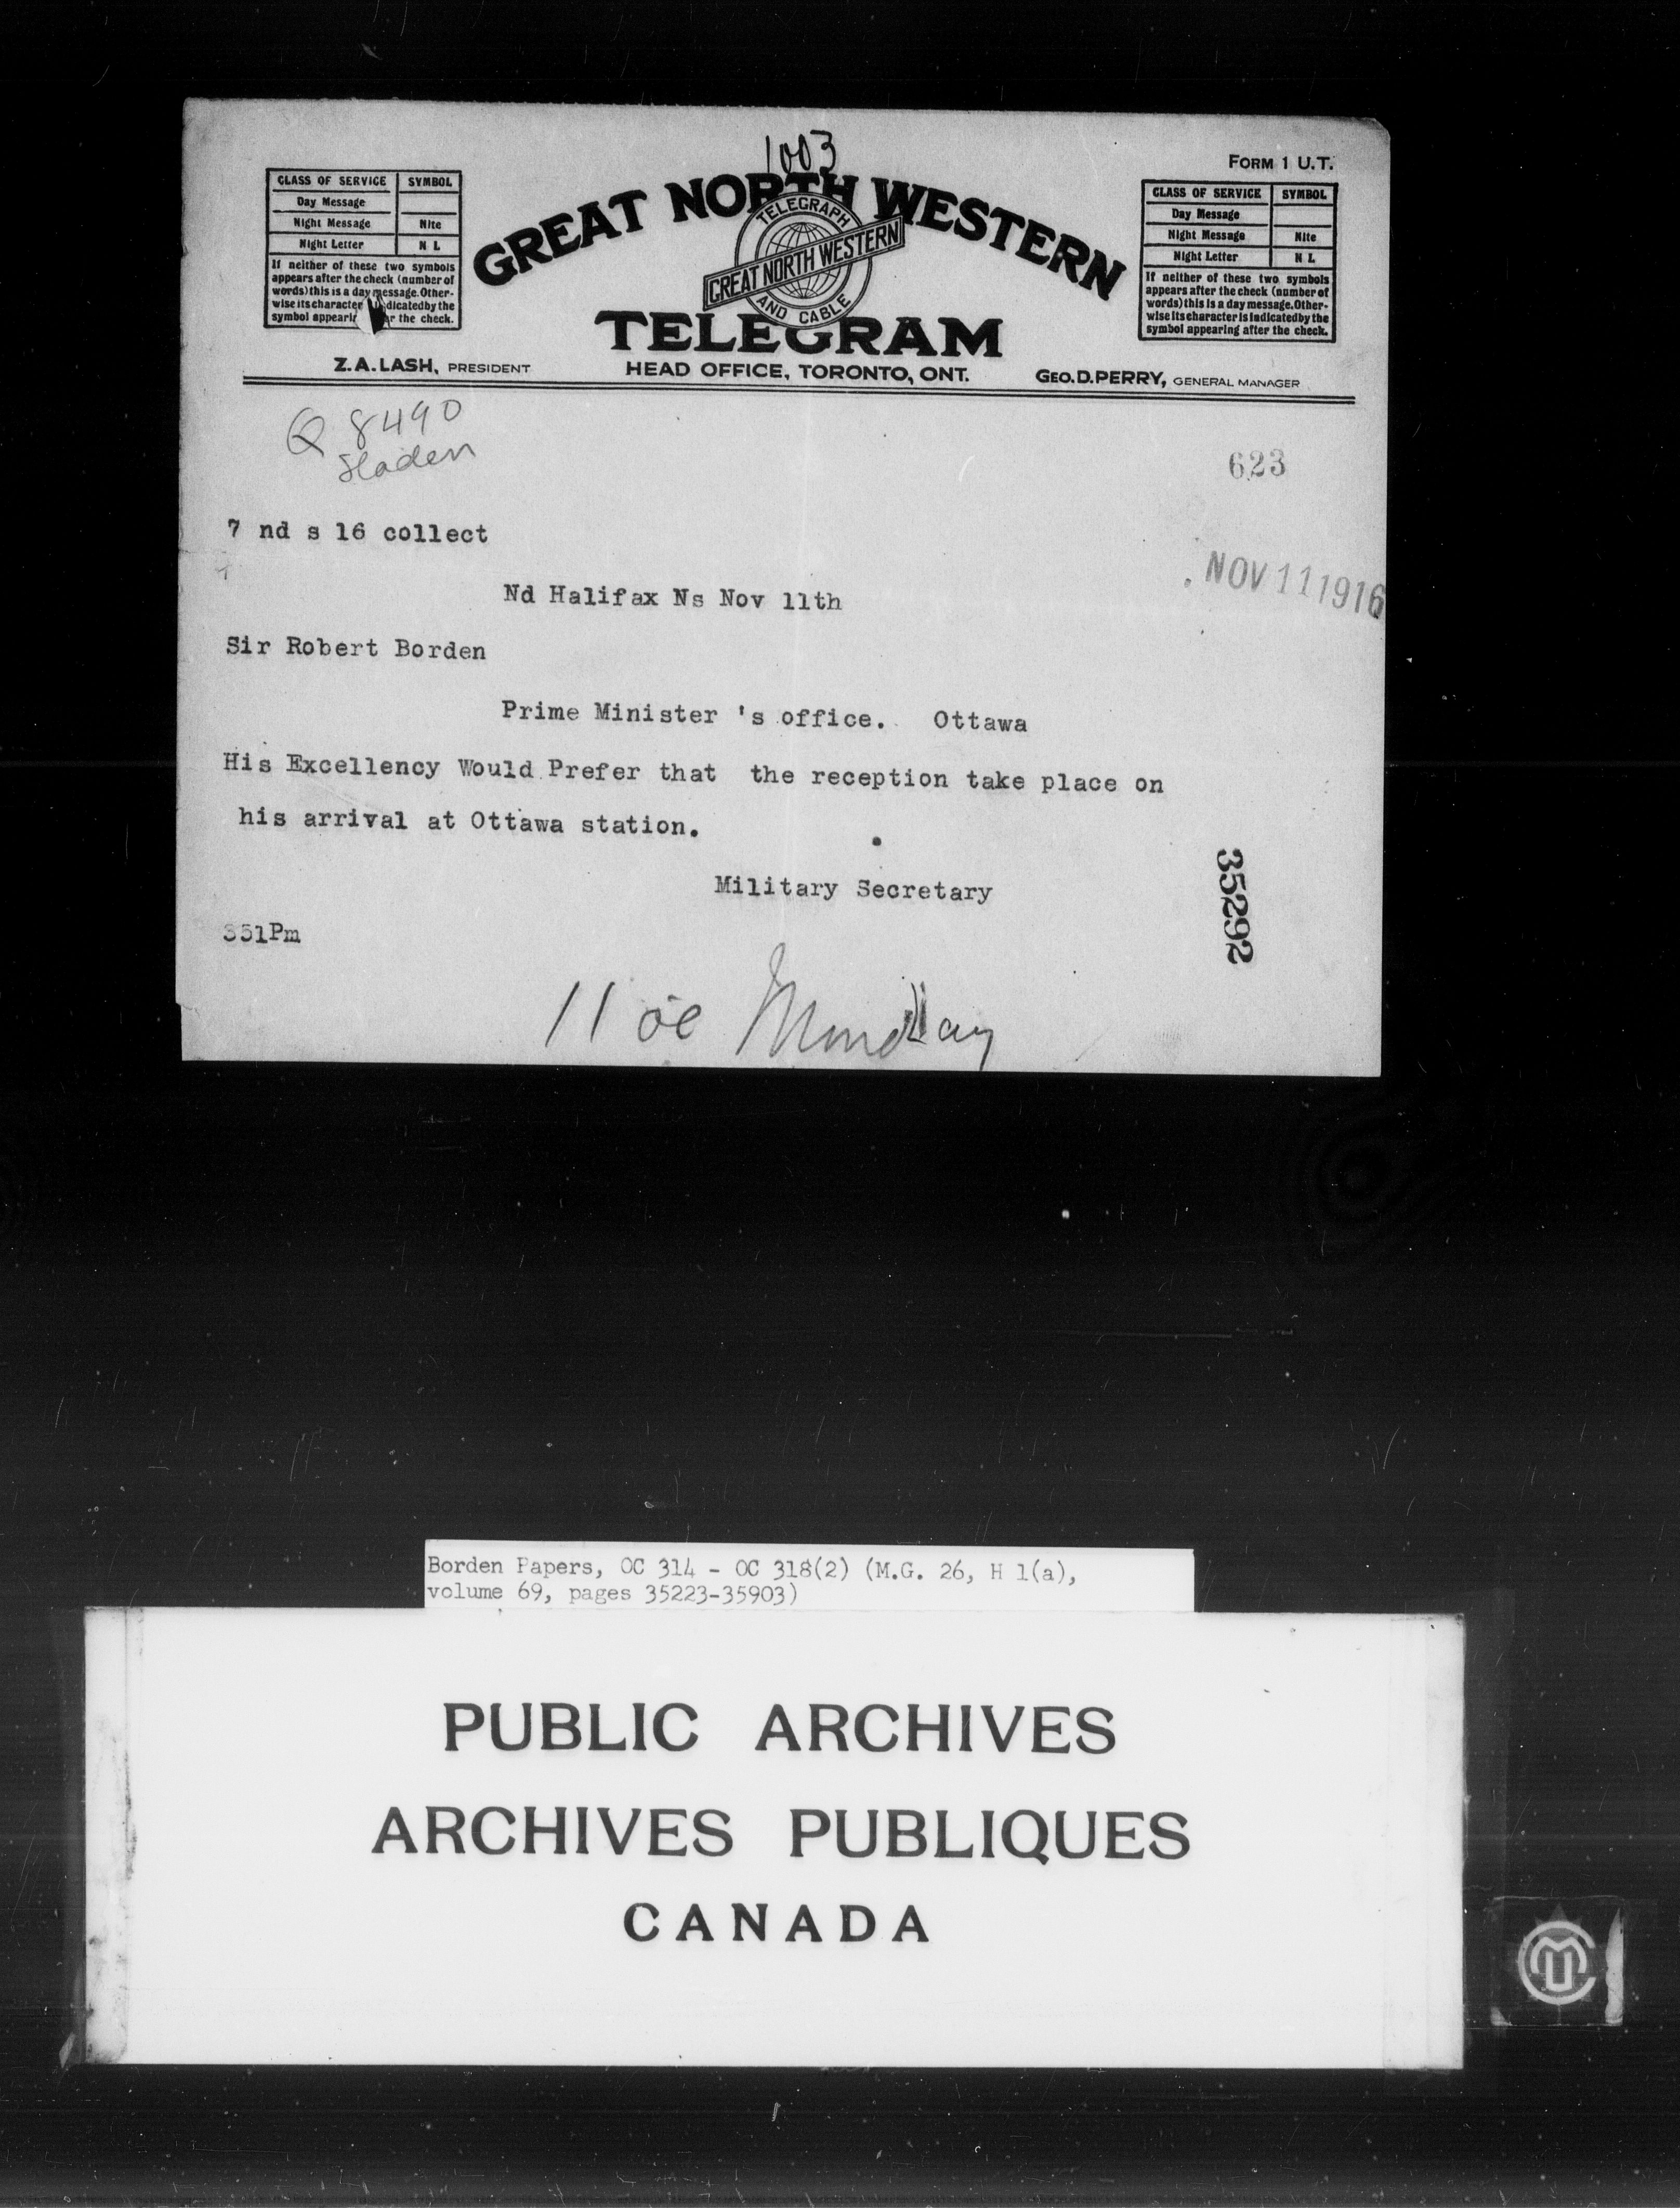 1003
FORM 1 U.T.
CLASS OF SERVICE SYMBOL
Day Message
Night Message Nite
Night Letter N L
If neither of these two symbols
appears after the check (number of
words) this is a day message. Other-
wise its character dicated by the
symbol appeari r the check.
GREAT NORTH WESTERN
TELEGRAPH
GREAT NORTH WESTERN
AND CABLE
TELEGRAM
CLASS OF SERVICE SYMBOL
Day Message
Night Message Nite
Night Letter N L
If neither of these two symbols
appears after the check (number of
words) this is a day message. Other-
wise its character is indicated by the
symbol appearing after the check.
Z. A. LASH, PRESIDENT
HEAD OFFICE, TORONTO, ONT.
GEO. D. PERRY, GENERAL MANAGER
Q 8490
Sladen
623
7 nd s 16 collect
NOV 11 1916
Nd Halifax Ns Nov 11th
Sir Robert Borden
Prime Minister 's office. Ottawa
His Excellency Would Prefer that the reception take place on
his arrival at Ottawa station.
Military Secretary
35292
351Pm
11 Monday
Borden Papers, OC 314 - OC 318(2) (M.G. 26, H 1(a),
volume 69, pages 35223-35903)
PUBLIC ARCHIVES
ARCHIVES PUBLIQUES
CANADA